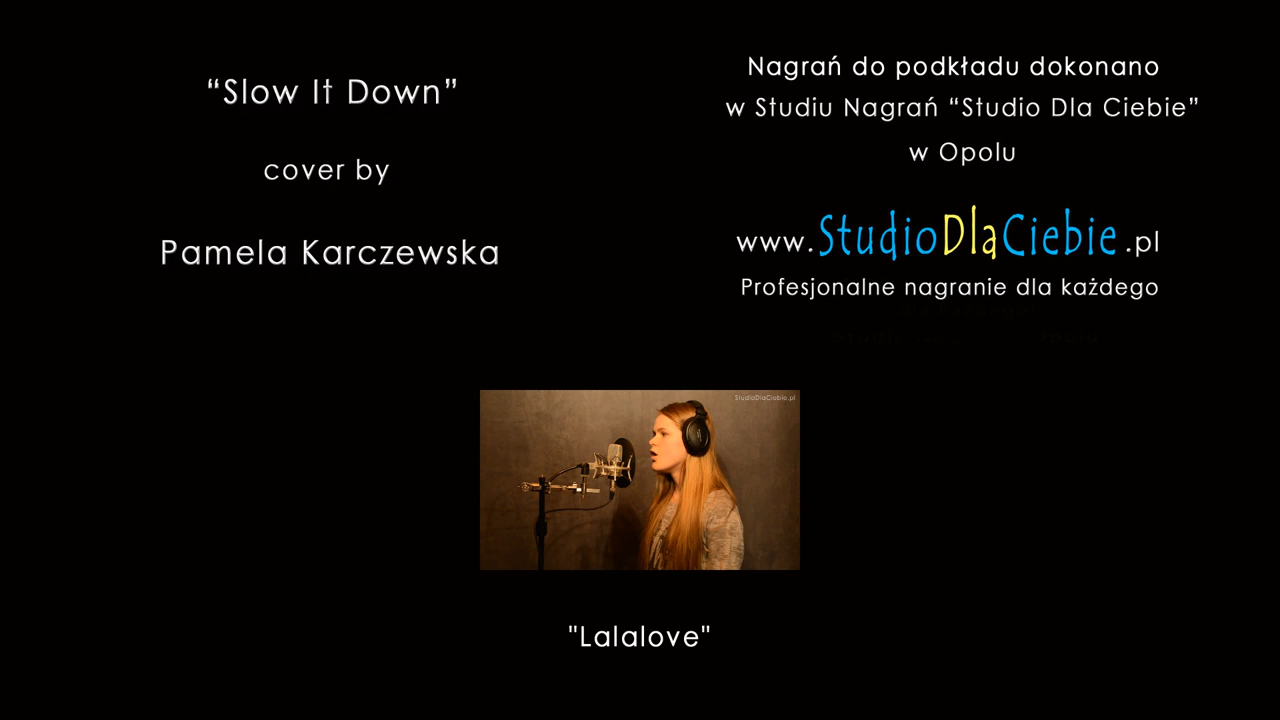 “Slow It Down”
cover by
Pamela Karczewska
Nagrań do podkładu dokonano
w Studiu Nagrań “Studio Dla Ciebie”
w Opolu
www.StudioDlaCiebie.pl
Profesjonalne nagranie dla każdego
StudioDlaCiebie.pl
"Lalalove"